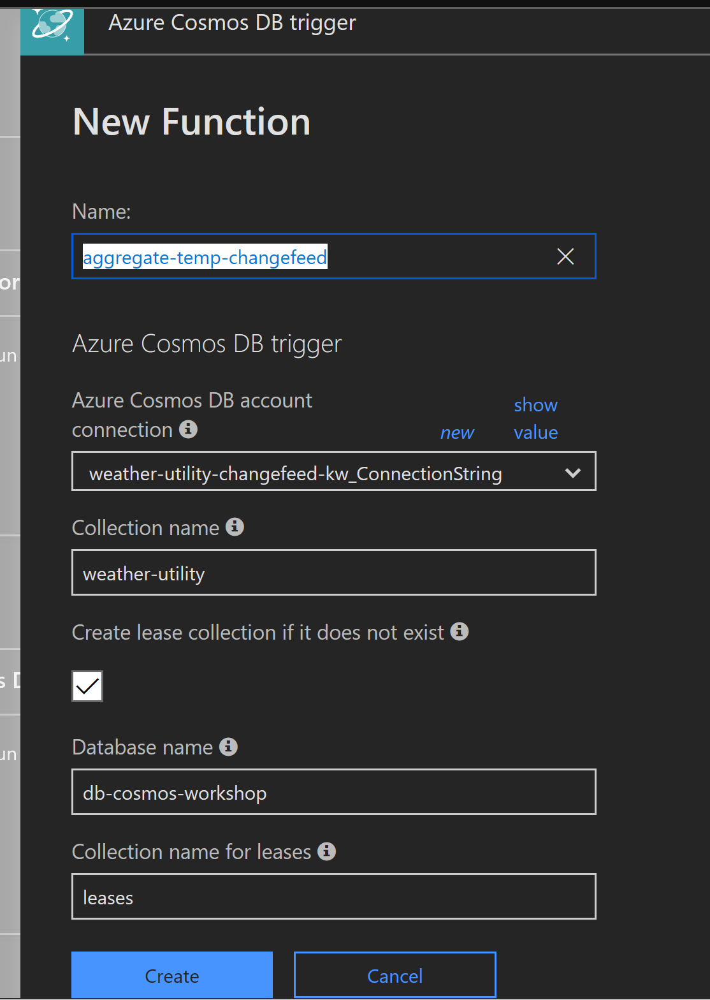 Azure Cosmos DB trigger
New Function
Name:
aggregate-temp-changefeed
or
un
Azure Cosmos DB trigger
Azure Cosmos DB account
connection
new
show
value
weather-utility-changefeed-kw_ConnectionString
Collection name
weather-utility
Create lease collection if it does not exist
s D
Database name
un
db-cosmos-workshop
Collection name for leases
leases
Create
Cancel